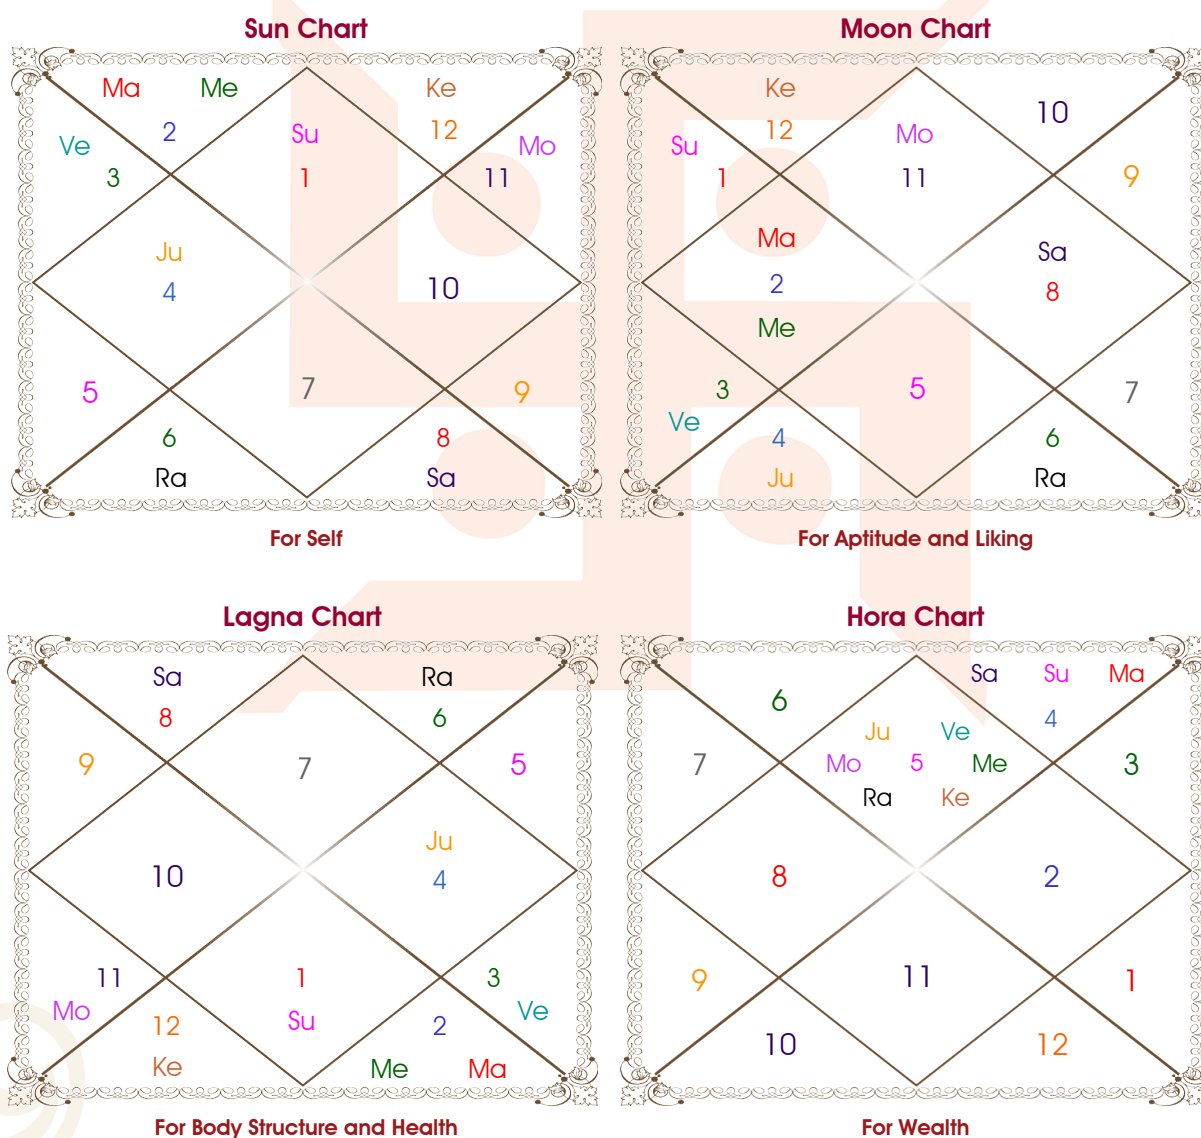 Sun Chart
Ma Me Ke
2 12
Ve Su Mo
3 1 11
Ju
4 10
5 7 9
6 8
Ra Sa
For Self
Moon Chart
Ke 10
12 Mo
Su
1 11 9
Ma Sa
2 8
Me
3 5 7
Ve 4 6
Ju Ra
For Aptitude and Liking
Lagna Chart
Sa Ra
8 6
9 7 5
Ju
10 4
11 1 3
Mo Su Ve
12 2
Ke Me Ma
For Body Structure and Health
Hora Chart
Sa Su Ma
6 4
Ju Ve
7 Mo 5 Me 3
Ra Ke
8 2
9 11 1
10 12
For Wealth